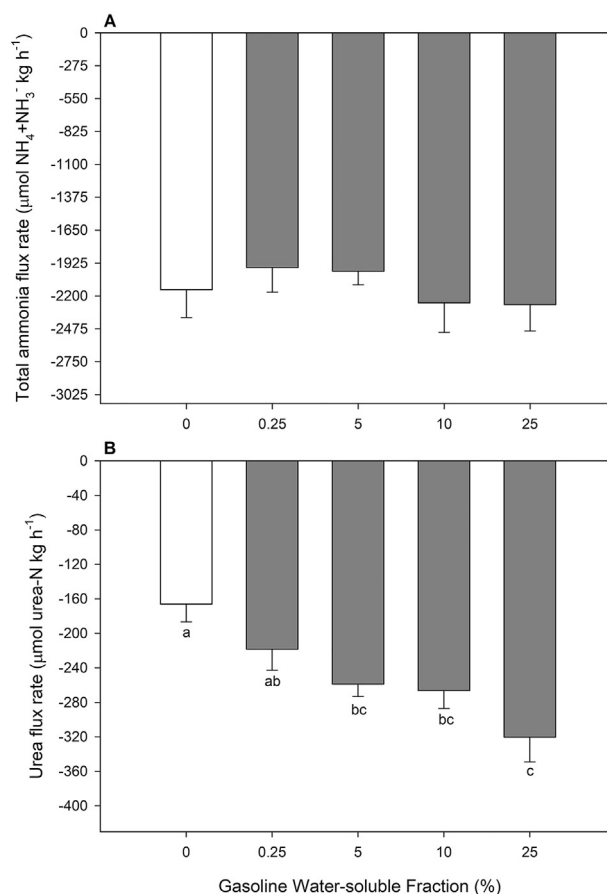 A
0
-275
-550
-825
-1100
-1375
-1650
-1925
-2200
-2475
-2750
-3025
Total ammonia flux rate (μmol NH4+NH3⁻ kg h⁻¹)
0 0.25 5 10 25
B
0
-40
-80
-120
-160
-200
-240
-280
-320
-360
-400
Urea flux rate (μmol urea-N kg h⁻¹)
a
ab
bc
bc
c
0 0.25 5 10 25
Gasoline Water-soluble Fraction (%)